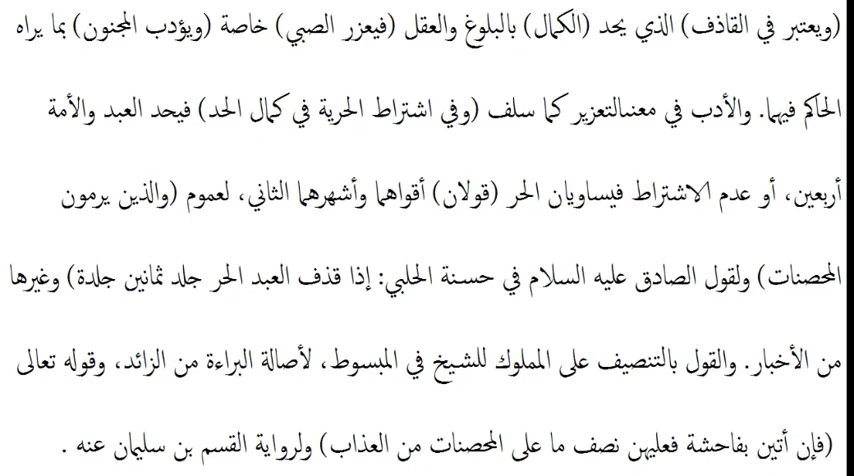 (ويعتبر في القاذف) الذي يحد (الكمال) بالبلوغ والعقل (فيعزر الصبي) خاصة (ويؤدب المجنون) بما يراه
الحاكم فيهما. والأدب في معنىالتعزير كما سلف (وفي اشتراط الحرية في كمال الحد) فيحد العبد والأمة
أربعين، أو عدم الاشتراط فيساويان الحر (قولان) أقواهما وأشهرهما الثاني، لعموم (والذين يرمون
المحصنات) ولقول الصادق عليه السلام في حسنة الحلبي: إذا قذف العبد الحر جلد ثمانين جلدة) وغيرها
من الأخبار. والقول بالتنصيف على المملوك للشيخ في المبسوط، لأصالة البراءة من الزائد، وقوله تعالى
(فإن أتين بفاحشة فعليهن نصف ما على المحصنات من العذاب) ولرواية القسم بن سليمان عنه .